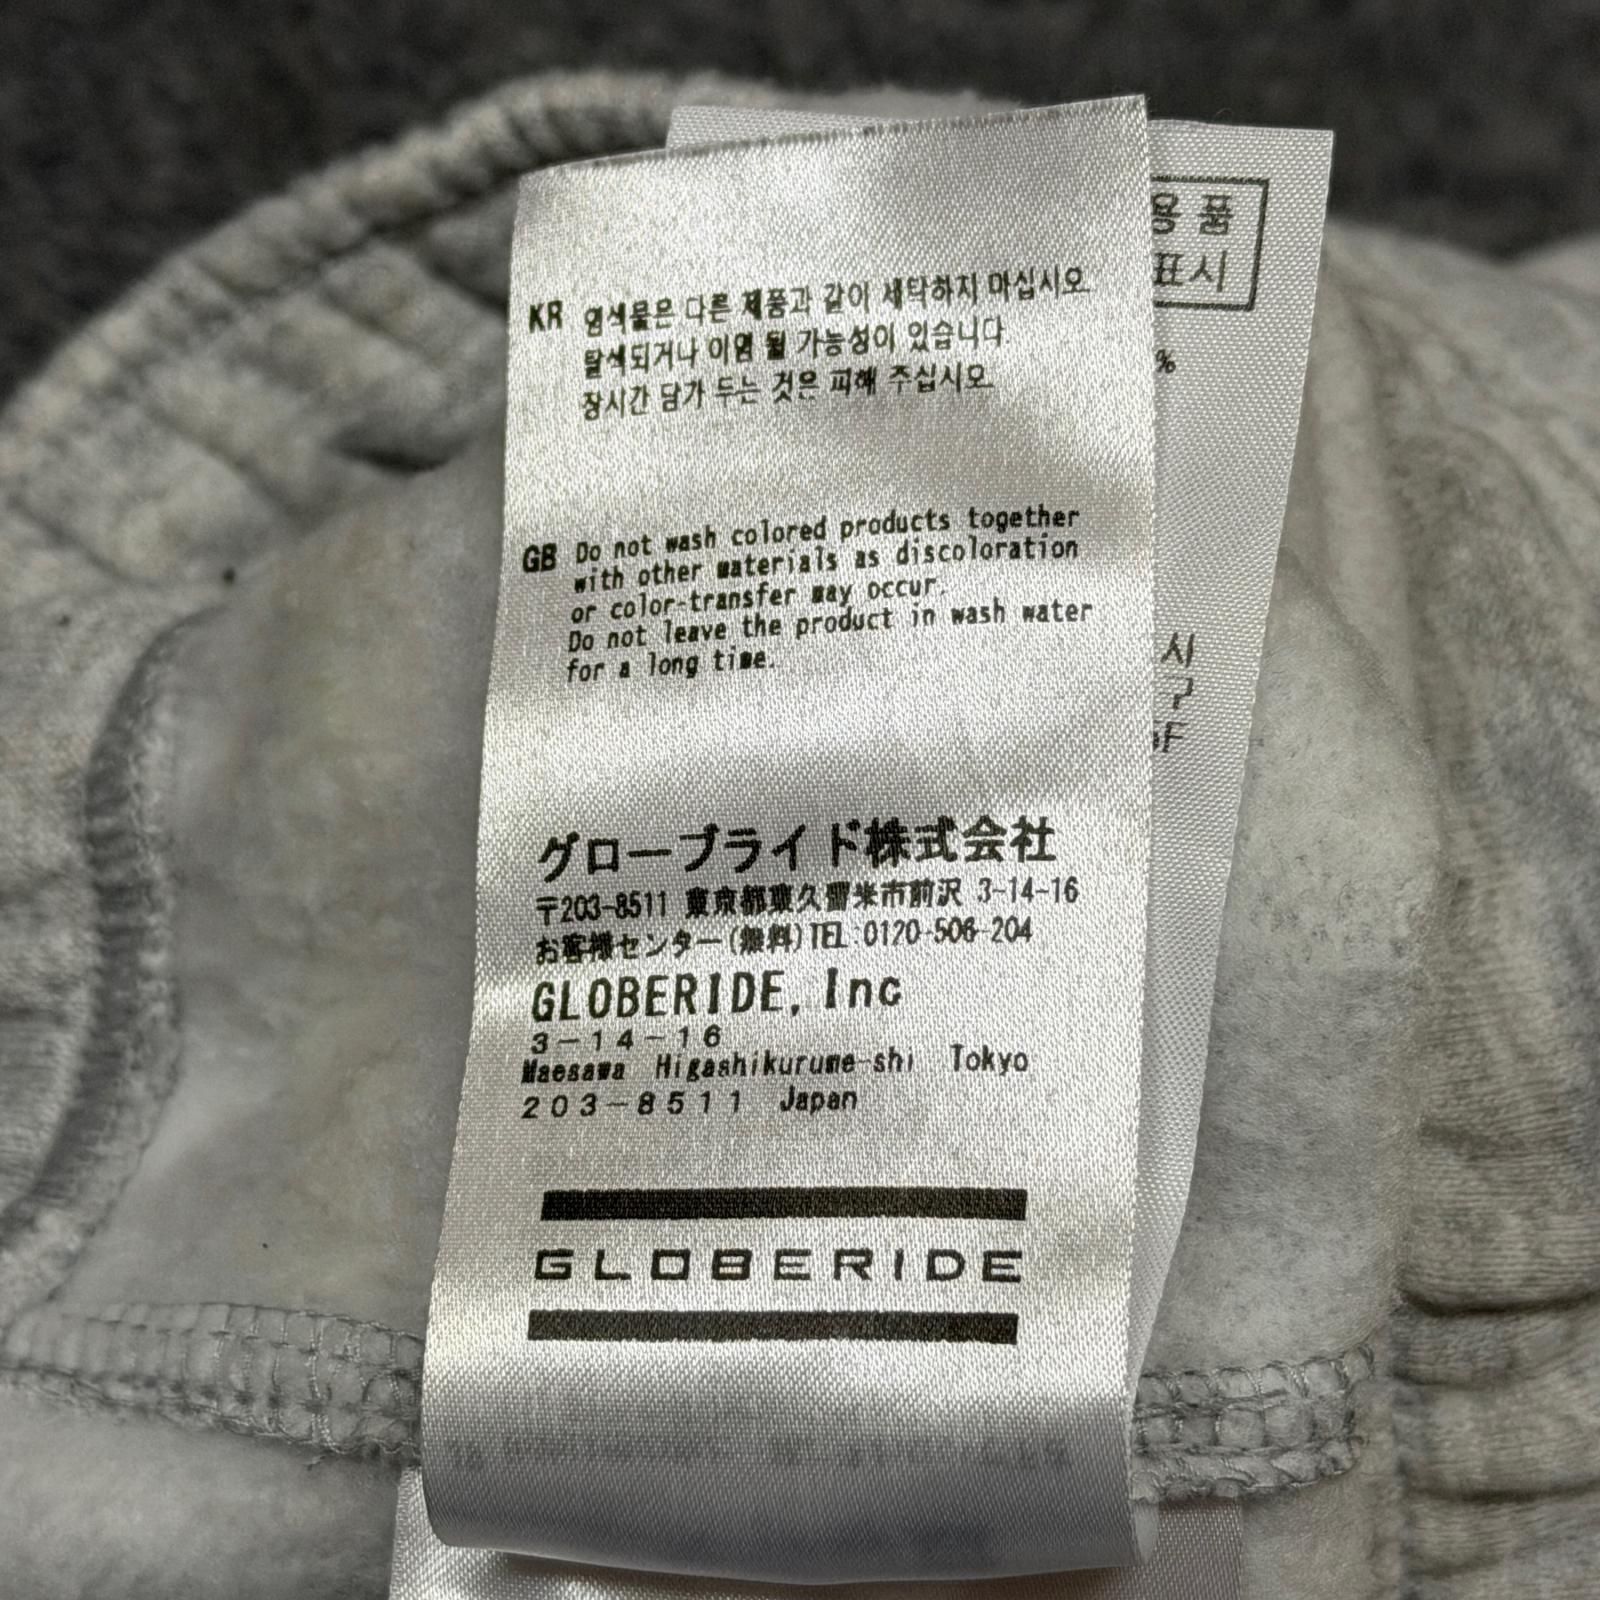 KR 염색물은 다른 제품과 같이 세탁하지 마십시오
탈색되거나 이염 될 가능성이 있습니다.
장시간 담가 두는 것은 피해 주십시오
GB Do not wash colored products together
with other materials as discoloration
or color-transfer may occur.
Do not leave the product in wash water
for a long time.
グローブライド株式会社
〒203-8511 東京都東久留米市前沢 3-14-16
お客様センター(無料)TEL:0120-506-204
GLOBERIDE, Inc
3-14-16
Maesawa Higashikurume-shi Tokyo
203-8511 Japan
GLOBERIDE
용품
표시
%
시